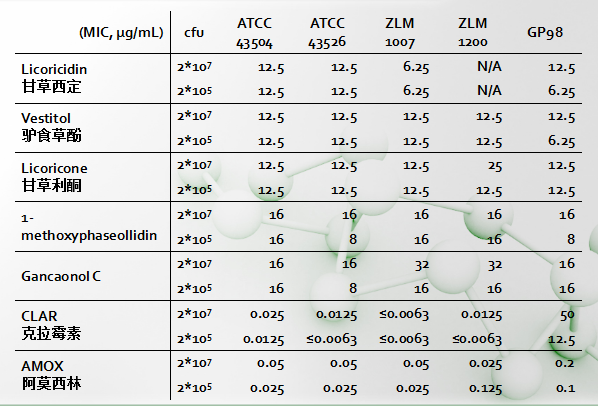 (MIC, μg/mL) cfu ATCC 43504 ATCC 43526 ZLM 1007 ZLM 1200 GP98
Licoricidin 甘草西定 2*10⁷ 12.5 12.5 6.25 N/A 12.5
2*10⁵ 12.5 12.5 6.25 N/A 6.25
Vestitol 驴食草酚 2*10⁷ 12.5 12.5 12.5 12.5 12.5
2*10⁵ 12.5 12.5 12.5 12.5 6.25
Licoricone 甘草利酮 2*10⁷ 12.5 12.5 12.5 25 12.5
2*10⁵ 12.5 12.5 12.5 12.5 12.5
1-methoxyphaseollidin 2*10⁷ 16 16 16 16 16
2*10⁵ 16 8 16 16 8
Gancaonol C 2*10⁷ 16 16 32 32 16
2*10⁵ 16 8 16 16 16
CLAR 克拉霉素 2*10⁷ 0.025 0.0125 ≤0.0063 0.0125 50
2*10⁵ 0.0125 ≤0.0063 ≤0.0063 ≤0.0063 12.5
AMOX 阿莫西林 2*10⁷ 0.05 0.05 0.05 0.025 0.2
2*10⁵ 0.025 0.025 0.025 0.125 0.1